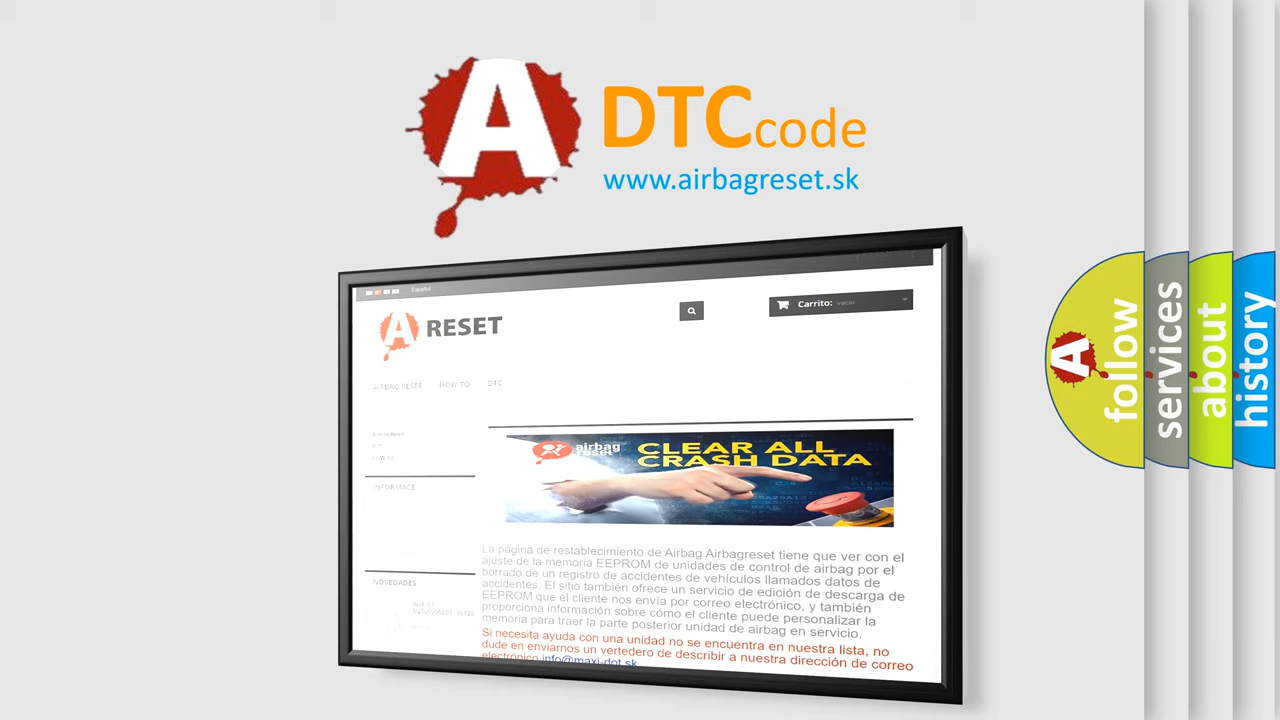 A
DTCcode
www.airbagreset.sk
Español
A RESET
Carrito: vacío
AIRBAG RESET HOW TO DTC
INFORMACE
NOVEDADES
airbag
reset
CLEAR ALL
CRASH DATA
La página de restablecimiento de Airbag Airbagreset tiene que ver con el
ajuste de la memoria EEPROM de unidades de control de airbag por el
borrado de un registro de accidentes de vehículos llamados datos de
accidentes. El sitio también ofrece un servicio de edición de descarga de
EEPROM que el cliente nos envía por correo electrónico, y también
proporciona información sobre cómo el cliente puede personalizar la
memoria para traer la parte posterior unidad de airbag en servicio.
Si necesita ayuda con una unidad no se encuentra en nuestra lista, no
dude en enviarnos un vertedero de describir a nuestra dirección de correo
electrónico info@maxi-dot.sk
A
follow
services
about
history